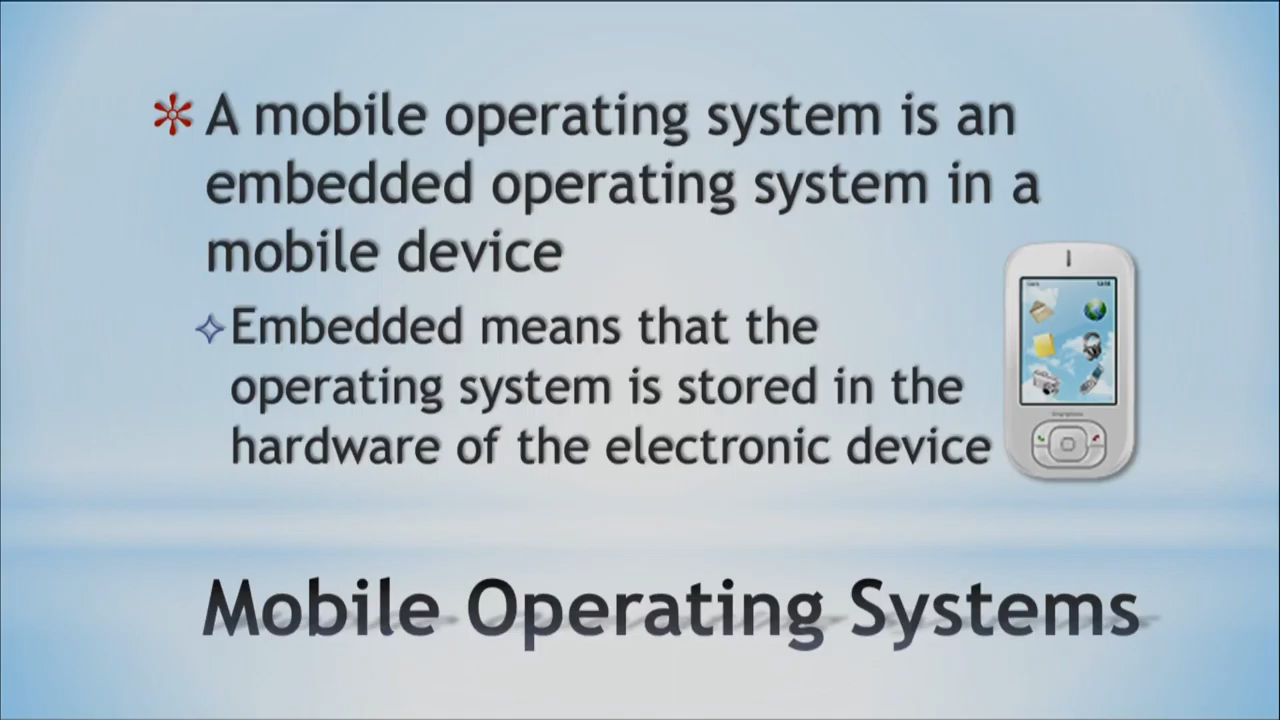 A mobile operating system is an
embedded operating system in a
mobile device
Embedded means that the
operating system is stored in the
hardware of the electronic device
Mobile Operating Systems